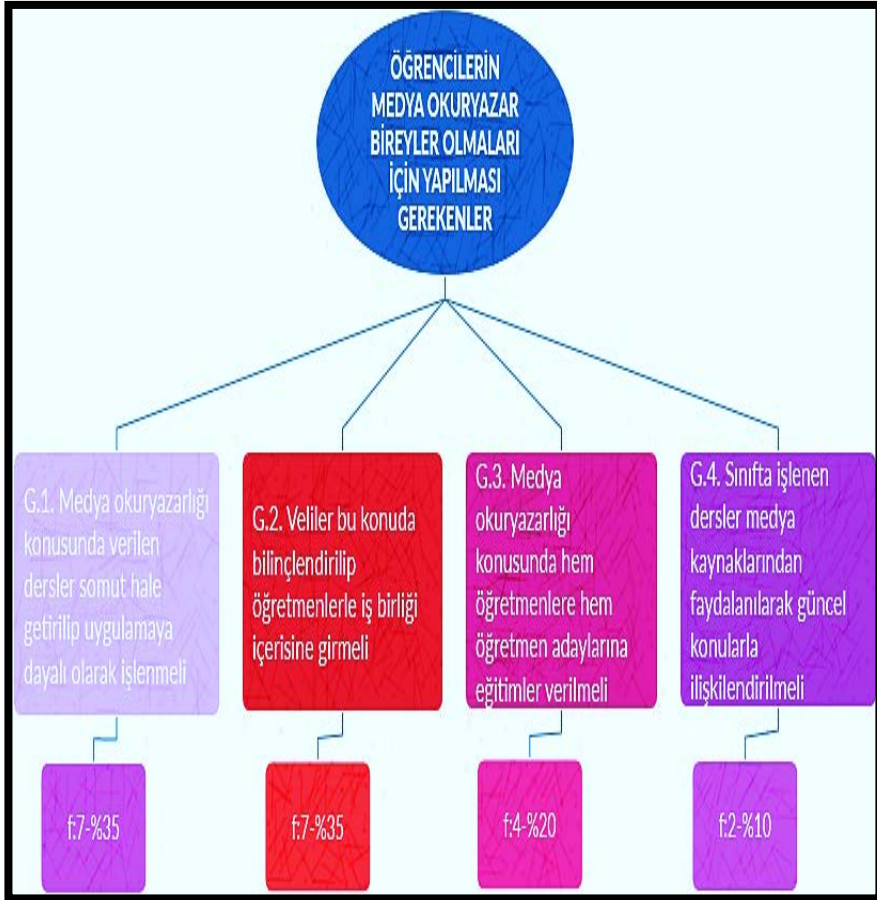 ÖĞRENCİLERİN
MEDYA OKURYAZAR
BİREYLER OLMALARI
İÇİN YAPILMASI
GEREKENLER
G.1. Medya okuryazarlığı
konusunda verilen
dersler somut hale
getirilip uygulamaya
dayalı olarak işlenmeli
G.2. Veliler bu konuda
bilinçlendirilip
öğretmenlerle iş birliği
içerisine girmeli
G.3. Medya
okuryazarlığı
konusunda hem
öğretmenlere hem
öğretmen adaylarına
eğitimler verilmeli
G.4. Sınıfta işlenen
dersler medya
kaynaklarından
faydalanılarak güncel
konularla
ilişkilendirilmeli
f:7-%35
f:7-%35
f:4-%20
f:2-%10